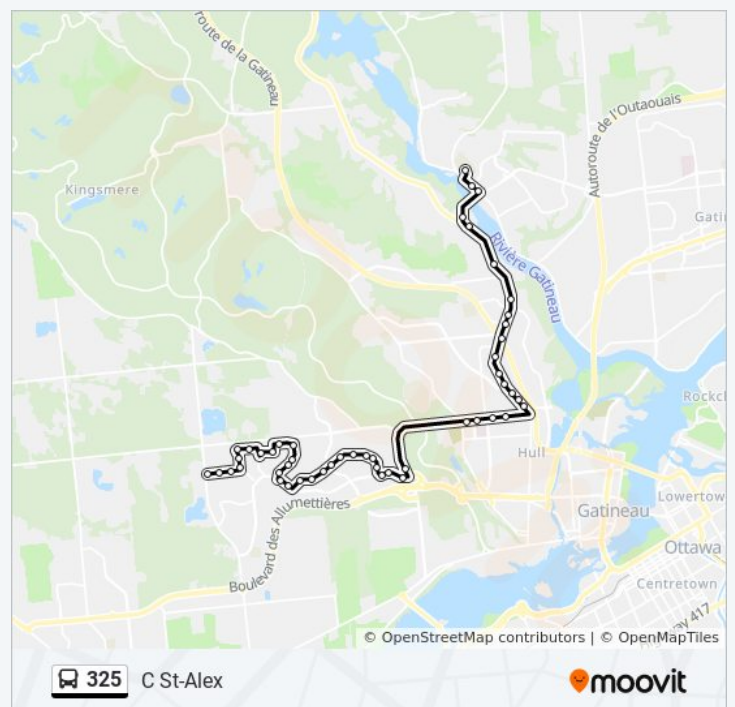 route de la Gatineau
Autoroute de l'Outaouais
Kingsmere
Gati
Rivière Gatineau
Rockcl
Hull
Lowertow
Gatineau
Boulevard des Allumettières
Ottawa
Centretown
y 417
© OpenStreetMap contributors | © OpenMapTiles
325 C St-Alex
moovit